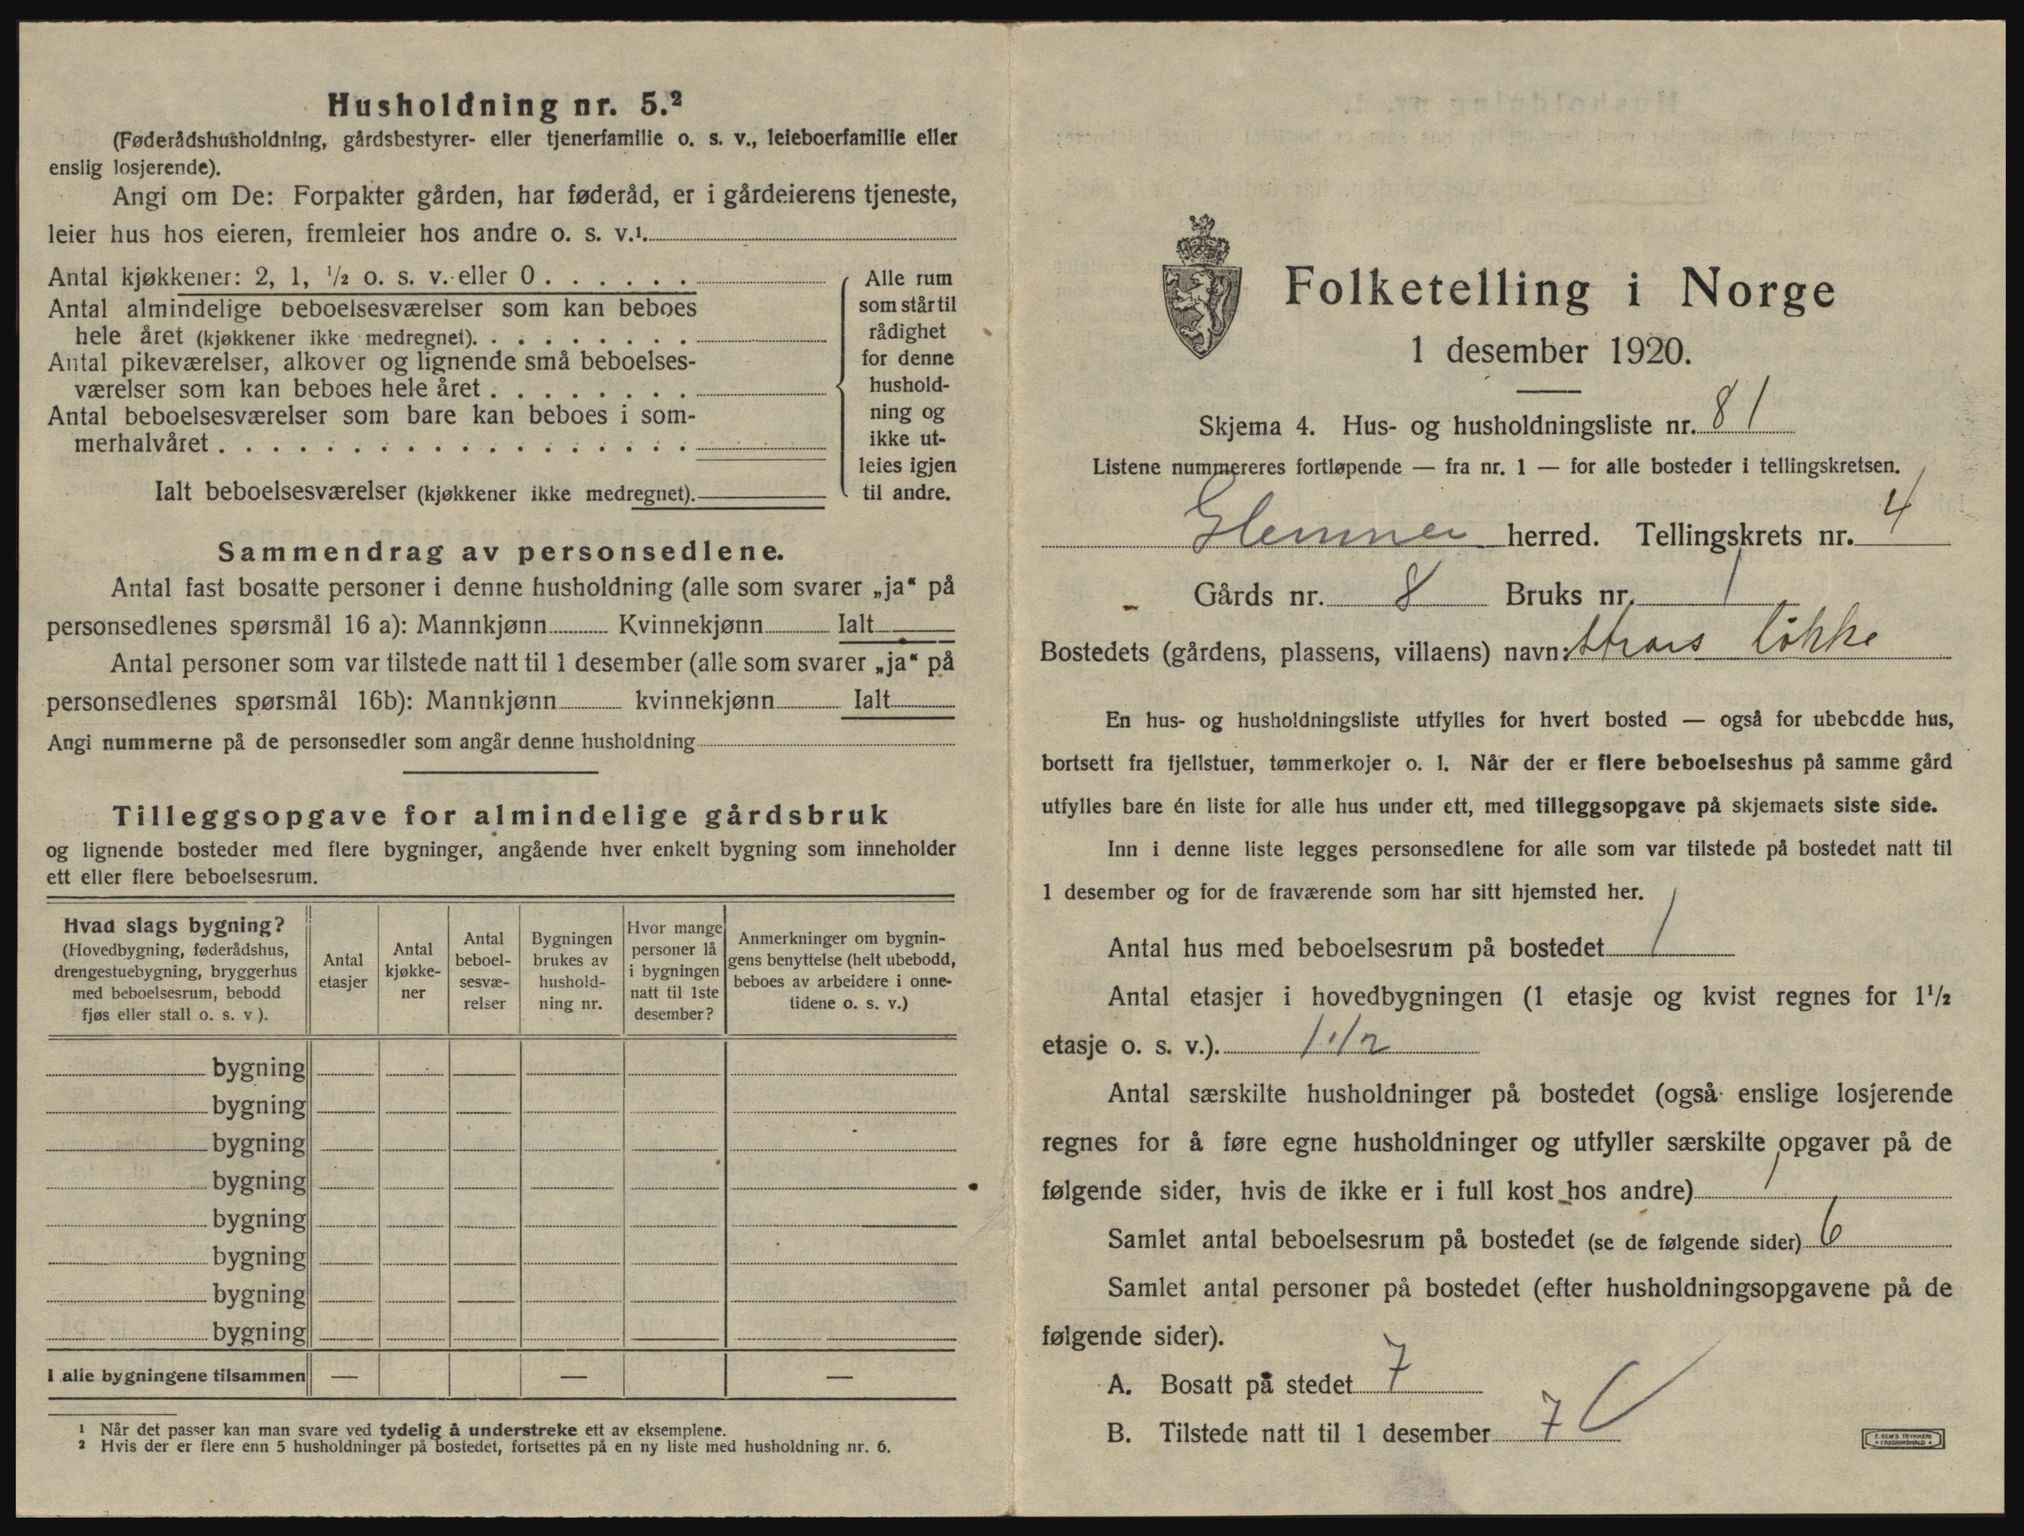 Husholdning nr. 5.²
(Føderådshusholdning, gårdsbestyrer- eller tjenerfamilie o. s. v., leieboerfamilie eller
enslig losjerende).
Angi om De: Forpakter gården, har føderåd, er i gårdeierens tjeneste,
leier hus hos eieren, fremleier hos andre o. s. v.¹.
Antal kjøkkener: 2, 1, ½ o. s. v. eller 0
Antal almindelige beboelsesværelser som kan beboes
hele året (kjøkkener ikke medregnet).
Antal pikeværelser, alkover og lignende små beboelses-
værelser som kan beboes hele året
Antal beboelsesværelser som bare kan beboes i som-
merhalvåret
Ialt beboelsesværelser (kjøkkener ikke medregnet).
Alle rum
som står til
rådighet
for denne
hushold-
ning og
ikke ut-
leies igjen
til andre.
Sammendrag av personsedlene.
Antal fast bosatte personer i denne husholdning (alle som svarer „ja“ på
personsedlenes spørsmål 16 a): Mannkjønn Kvinnekjønn Ialt
Antal personer som var tilstede natt til 1 desember (alle som svarer „ja“ på
personsedlenes spørsmål 16b): Mannkjønn kvinnekjønn Ialt
Angi nummerne på de personsedler som angår denne husholdning
Tilleggsopgave for almindelige gårdsbruk
og lignende bosteder med flere bygninger, angående hver enkelt bygning som inneholder
ett eller flere beboelsesrum.
Hvad slags bygning?
(Hovedbygning, føderådshus,
drengestuebygning, bryggerhus
med beboelsesrum, bebodd
fjøs eller stall o. s. v ).
Antal
etasjer
Antal
kjøkke-
ner
Antal
beboel-
sesvæ-
relser
Bygningen
brukes av
hushold-
ning nr.
Hvor mange
personer lå
i bygningen
natt til 1ste
desember?
Anmerkninger om bygnin-
gens benyttelse (helt ubebodd,
beboes av arbeidere i onne-
tidene o. s. v.)
bygning
bygning
bygning
bygning
bygning
bygning
bygning
bygning
I alle bygningene tilsammen — — —
¹ Når det passer kan man svare ved tydelig å understreke ett av eksemplene.
² Hvis der er flere enn 5 husholdninger på bostedet, fortsettes på en ny liste med husholdning nr. 6.
Folketelling i Norge
1 desember 1920.
Skjema 4. Hus- og husholdningsliste nr. 81
Listene nummereres fortløpende — fra nr. 1 — for alle bosteder i tellingskretsen.
Glemmen herred. Tellingskrets nr. 4
Gårds nr. 8 Bruks nr. 1
Bostedets (gårdens, plassens, villaens) navn: løkke
En hus- og husholdningsliste utfylles for hvert bosted — også for ubebodde hus,
bortsett fra fjellstuer, tømmerkojer o. l. Når der er flere beboelseshus på samme gård
utfylles bare én liste for alle hus under ett, med tilleggsopgave på skjemaets siste side.
Inn i denne liste legges personsedlene for alle som var tilstede på bostedet natt til
1 desember og for de fraværende som har sitt hjemsted her.
Antal hus med beboelsesrum på bostedet 1
Antal etasjer i hovedbygningen (1 etasje og kvist regnes for 1½
etasje o. s. v.). 1 1/2
Antal særskilte husholdninger på bostedet (også enslige losjerende
regnes for å føre egne husholdninger og utfyller særskilte opgaver på de
følgende sider, hvis de ikke er i full kost hos andre) 1
Samlet antal beboelsesrum på bostedet (se de følgende sider) 6
Samlet antal personer på bostedet (efter husholdningsopgavene på de
følgende sider).
A. Bosatt på stedet 7
B. Tilstede natt til 1 desember 7